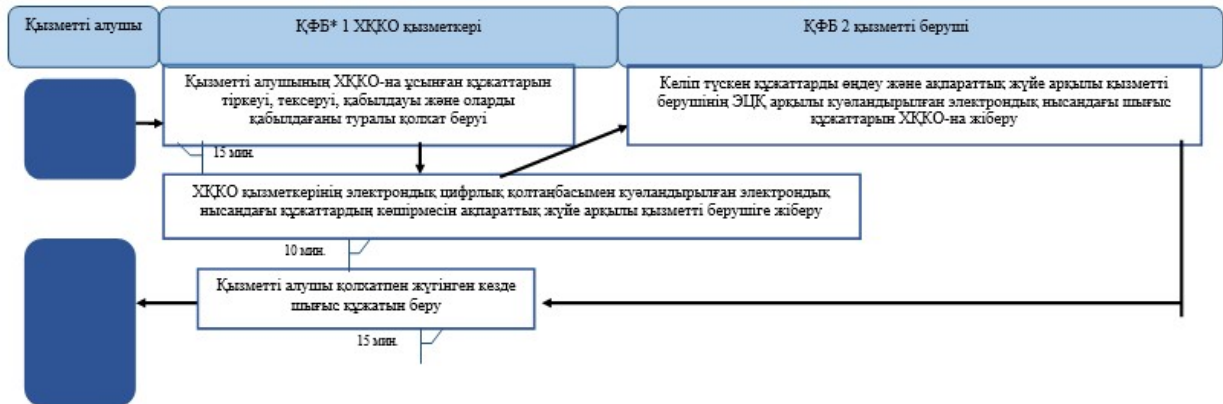 Қызметті алушы
ҚФБ* 1 ХҚКО қызметкері
ҚФБ 2 қызметті беруші
Қызметті алушының ХҚКО-на ұсынған құжаттарын
тіркеуі, тексеруі, қабылдауы және оларды
қабылдағаны туралы қолхат беруі
Келіп түскен құжаттарды өңдеу және ақпараттық жүйе арқылы қызметті
берушінің ЭЦҚ арқылы куәландырылған электрондық нысандағы шығыс
құжаттарын ХҚКО-на жіберу
15 мин.
ХҚКО қызметкерінің электрондық цифрлық қолтаңбасымен куәландырылған электрондық
нысандағы құжаттардың көшірмесін ақпараттық жүйе арқылы қызметті берушіге жіберу
10 мин.
Қызметті алушы қолхатпен жүгінген кезде
шығыс құжатын беру
15 мин.